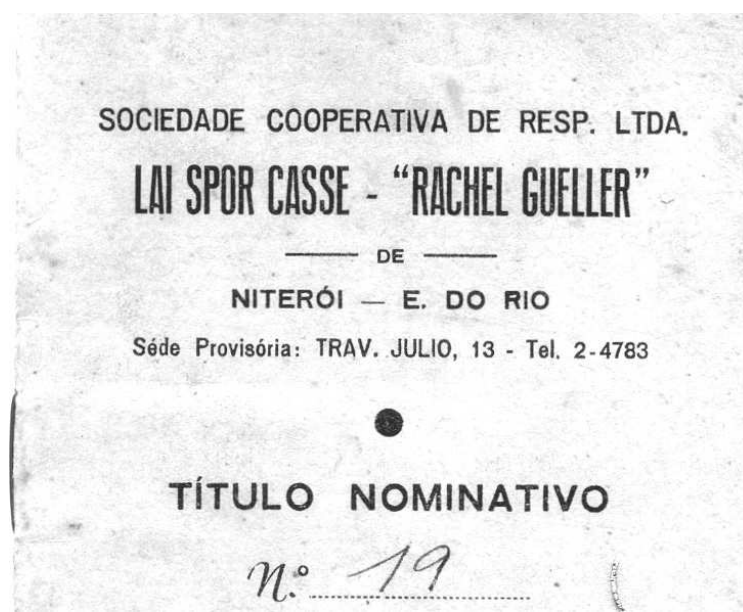 SOCIEDADE COOPERATIVA DE RESP. LTDA.
LAI SPOR CASSE - "RACHEL GUELLER"
DE
NITERÓI — E. DO RIO
Séde Provisória: TRAV. JULIO, 13 - Tel. 2-4783
TÍTULO NOMINATIVO
N.º 19